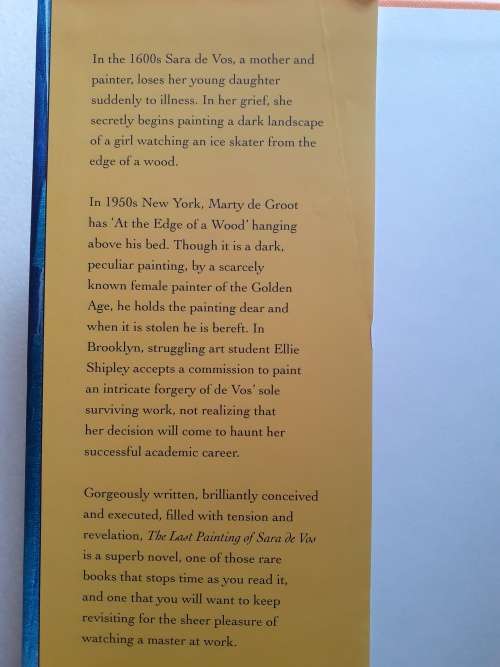 In the 1600s Sara de Vos, a mother and
painter, loses her young daughter
suddenly to illness. In her grief, she
secretly begins painting a dark landscape
of a girl watching an ice skater from the
edge of a wood.
In 1950s New York, Marty de Groot
has ‘At the Edge of a Wood’ hanging
above his bed. Though it is a dark,
peculiar painting, by a scarcely
known female painter of the Golden
Age, he holds the painting dear and
when it is stolen he is bereft. In
Brooklyn, struggling art student Ellie
Shipley accepts a commission to paint
an intricate forgery of de Vos’ sole
surviving work, not realizing that
her decision will come to haunt her
successful academic career.
Gorgeously written, brilliantly conceived
and executed, filled with tension and
revelation, The Last Painting of Sara de Vos
is a superb novel, one of those rare
books that stops time as you read it,
and one that you will want to keep
revisiting for the sheer pleasure of
watching a master at work.